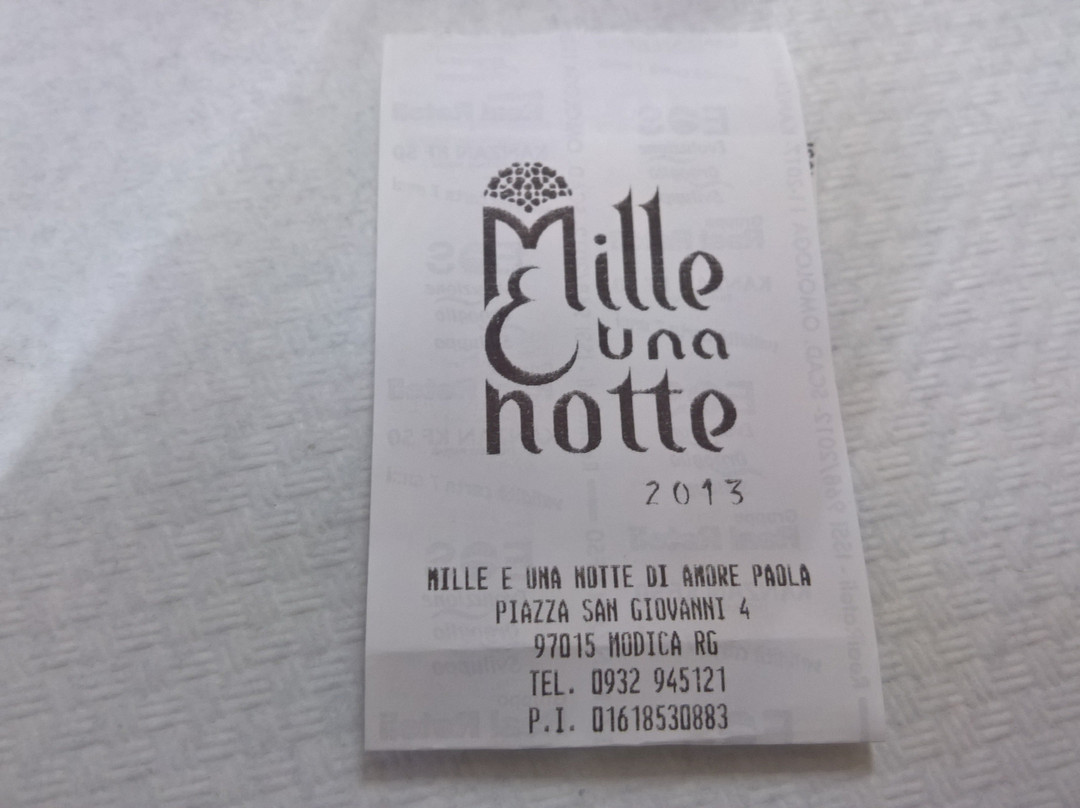 Mille
E una
notte
2013
MILLE E UNA NOTTE DI AMORE PAOLA
PIAZZA SAN GIOVANNI 4
97015 MODICA RG
TEL. 0932 945121
P.I. 01618530883